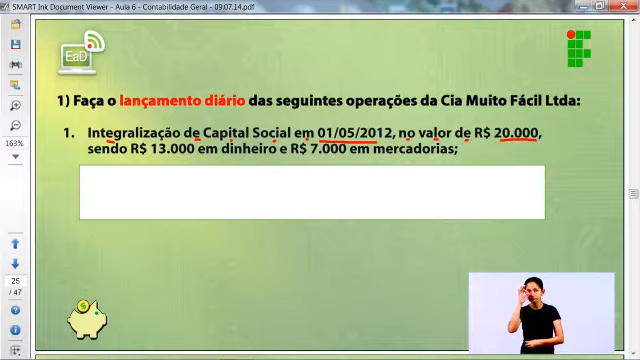 SMART Ink Document Viewer - Aula 6 - Contabilidade Geral - 09.07.14.pdf
EaD
1) Faça o lançamento diário das seguintes operações da Cia Muito Fácil Ltda:
1. Integralização de Capital Social em 01/05/2012, no valor de R$ 20.000,
sendo R$ 13.000 em dinheiro e R$ 7.000 em mercadorias;
163%
25
/ 47